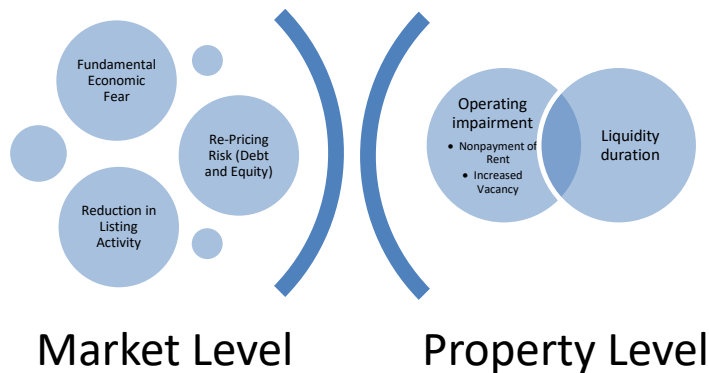 Fundamental
Economic
Fear
Re-Pricing
Risk (Debt
and Equity)
Reduction in
Listing
Activity
Market Level
Operating
impairment
• Nonpayment of
Rent
• Increased
Vacancy
Liquidity
duration
Property Level